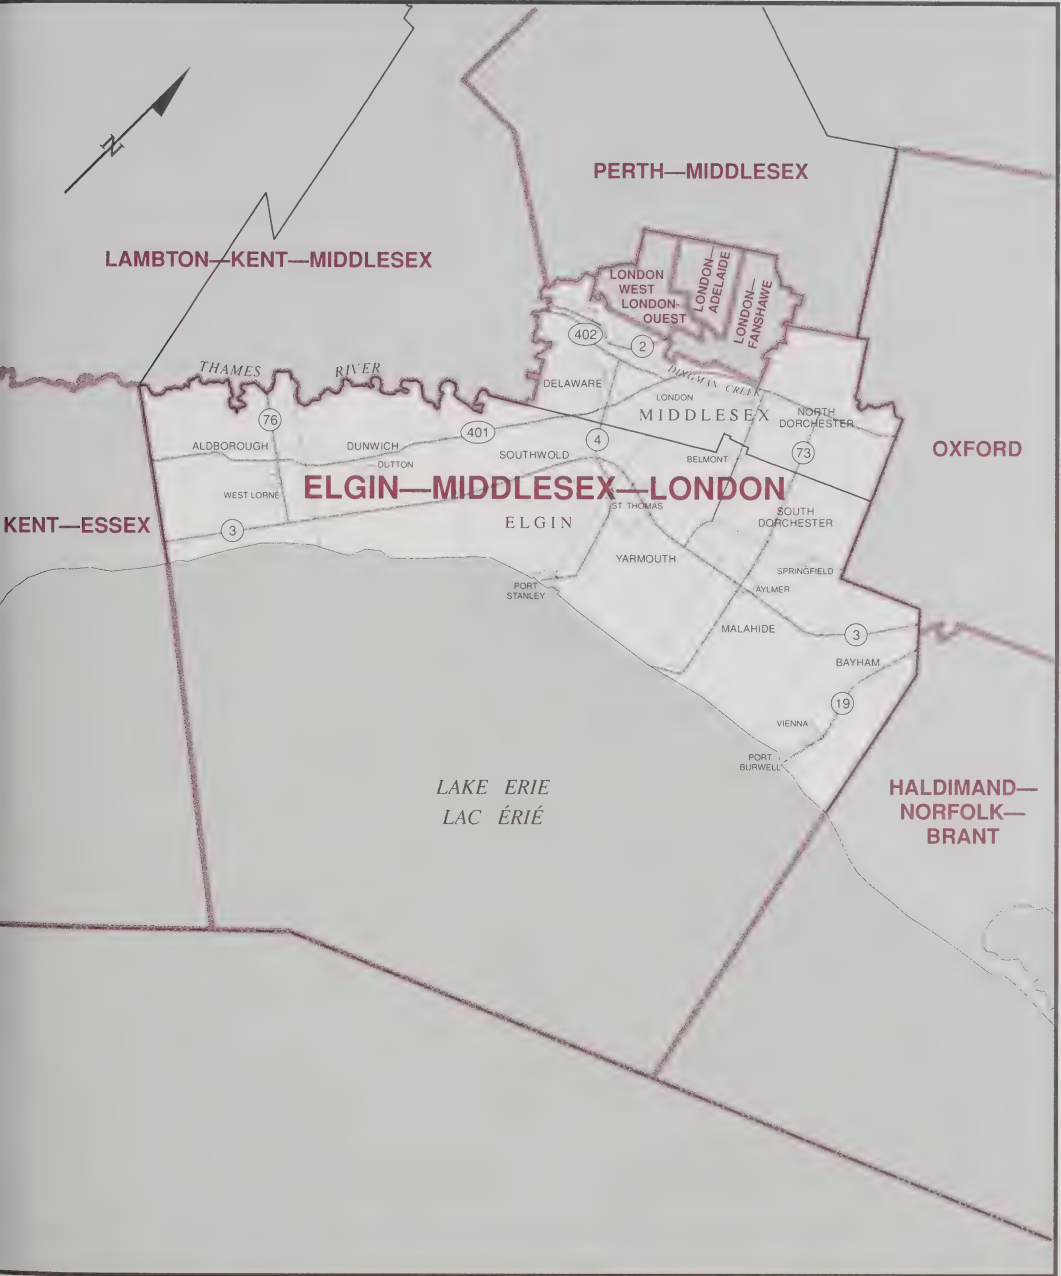 N
PERTH—MIDDLESEX
LAMBTON—KENT—MIDDLESEX
LONDON
WEST
LONDON-
OUEST
LONDON—
ADELAIDE
LONDON—
FANSHAWE
402
2
THAMES RIVER
DINGMAN CREEK
DELAWARE
LONDON
MIDDLESEX
NORTH
DORCHESTER
76
401
4
73
ALDBOROUGH
DUNWICH
DUTTON
SOUTHWOLD
BELMONT
OXFORD
WEST LORNE
ELGIN—MIDDLESEX—LONDON
ST THOMAS
KENT—ESSEX
3
ELGIN
SOUTH
DORCHESTER
YARMOUTH
SPRINGFIELD
PORT
STANLEY
AYLMER
MALAHIDE
3
BAYHAM
19
VIENNA
PORT
BURWELL
LAKE ERIE
LAC ÉRIÉ
HALDIMAND—
NORFOLK—
BRANT